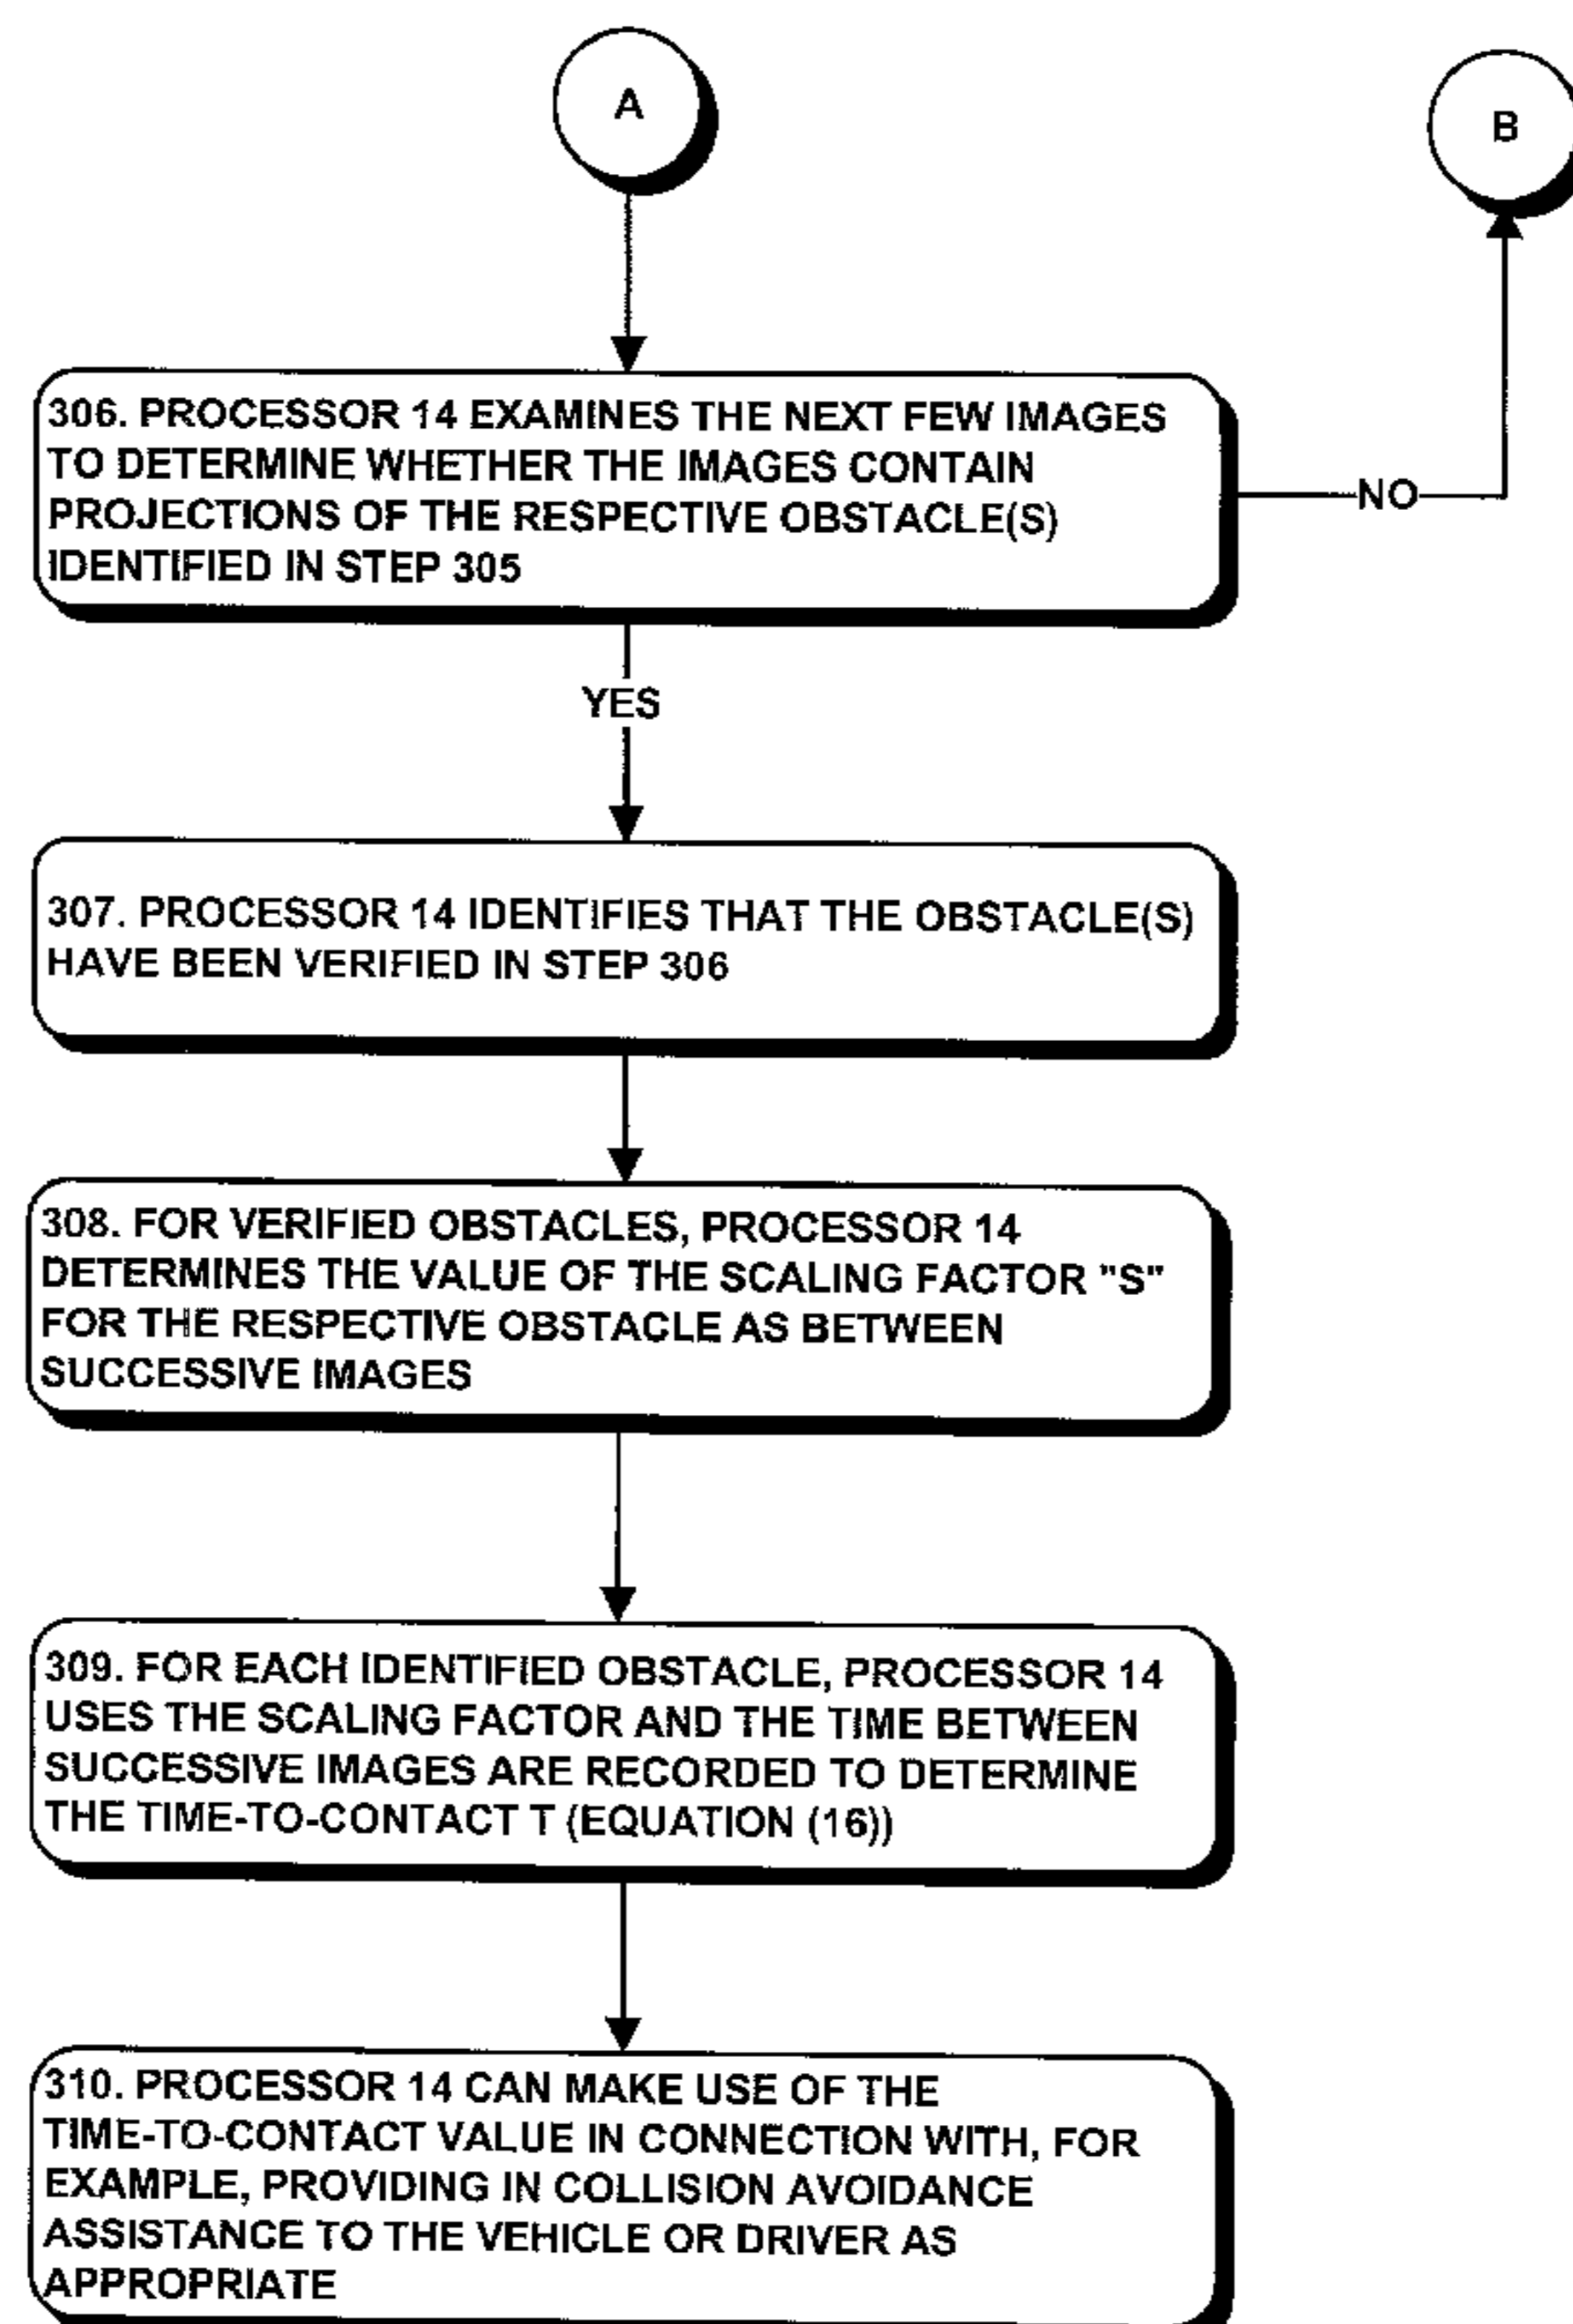 A
B
306. PROCESSOR 14 EXAMINES THE NEXT FEW IMAGES
TO DETERMINE WHETHER THE IMAGES CONTAIN
PROJECTIONS OF THE RESPECTIVE OBSTACLE(S)
IDENTIFIED IN STEP 305
NO
YES
307. PROCESSOR 14 IDENTIFIES THAT THE OBSTACLE(S)
HAVE BEEN VERIFIED IN STEP 306
308. FOR VERIFIED OBSTACLES, PROCESSOR 14
DETERMINES THE VALUE OF THE SCALING FACTOR "S"
FOR THE RESPECTIVE OBSTACLE AS BETWEEN
SUCCESSIVE IMAGES
309. FOR EACH IDENTIFIED OBSTACLE, PROCESSOR 14
USES THE SCALING FACTOR AND THE TIME BETWEEN
SUCCESSIVE IMAGES ARE RECORDED TO DETERMINE
THE TIME-TO-CONTACT T (EQUATION (16))
310. PROCESSOR 14 CAN MAKE USE OF THE
TIME-TO-CONTACT VALUE IN CONNECTION WITH, FOR
EXAMPLE, PROVIDING IN COLLISION AVOIDANCE
ASSISTANCE TO THE VEHICLE OR DRIVER AS
APPROPRIATE